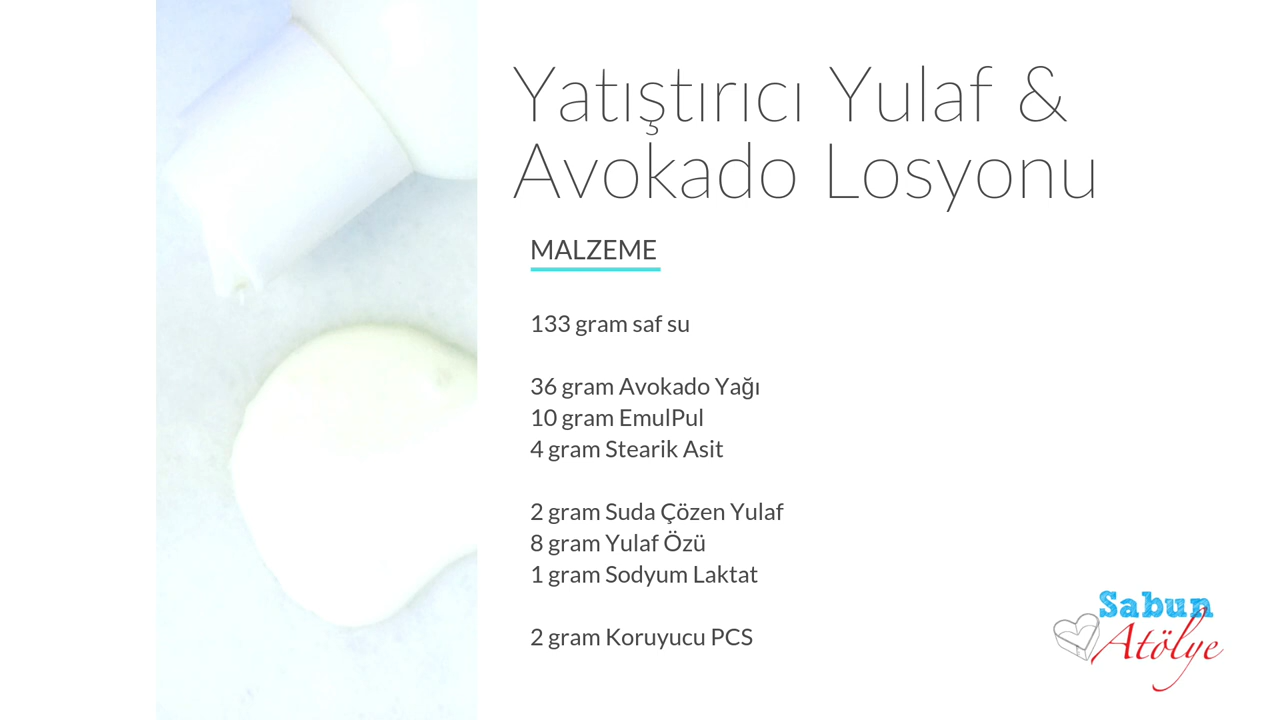 Yatıştırıcı Yulaf &
Avokado Losyonu
MALZEME
133 gram saf su
36 gram Avokado Yağı
10 gram EmulPul
4 gram Stearik Asit
2 gram Suda Çözen Yulaf
8 gram Yulaf Özü
1 gram Sodyum Laktat
2 gram Koruyucu PCS
Sabun
Atölye